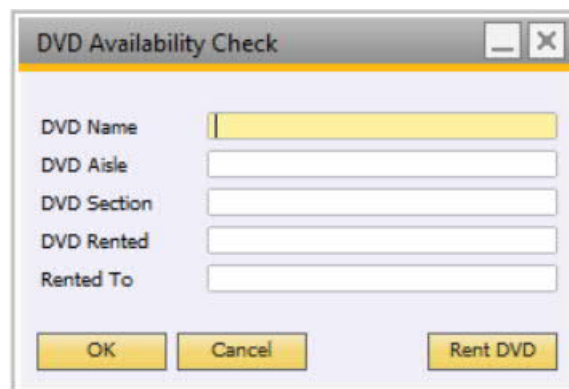 DVD Availability Check
DVD Name
DVD Aisle
DVD Section
DVD Rented
Rented To
OK Cancel Rent DVD